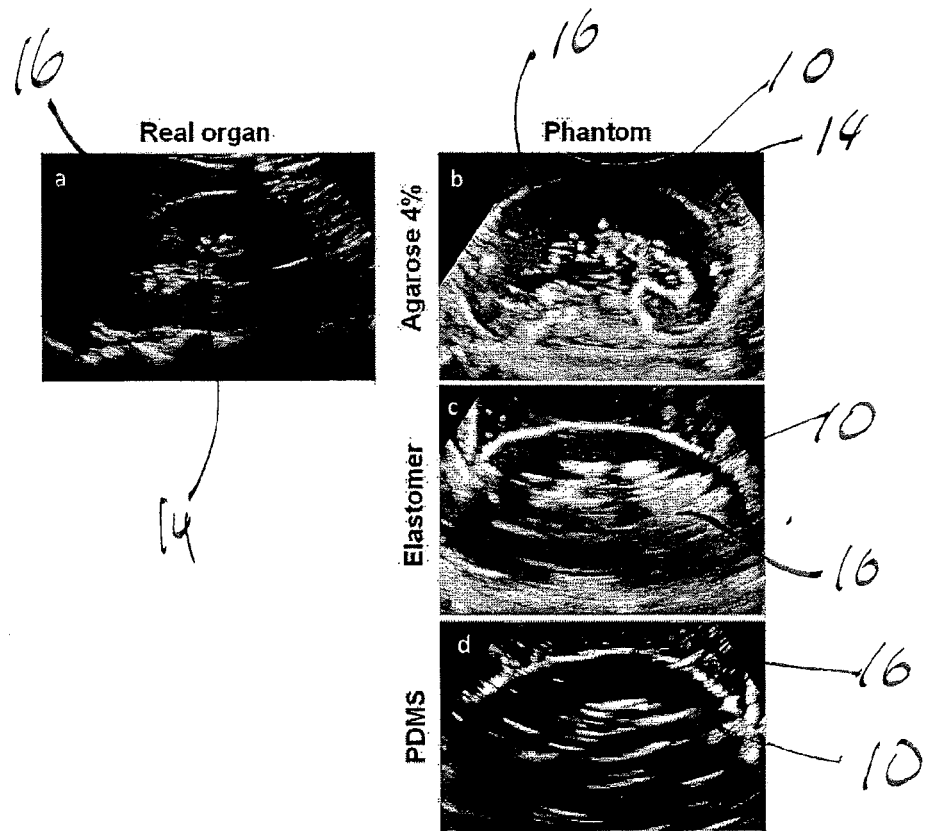 16
16
10
14
Real organ
Phantom
a
b
Agarose 4%
14
c
10
Elastomer
16
d
16
PDMS
10